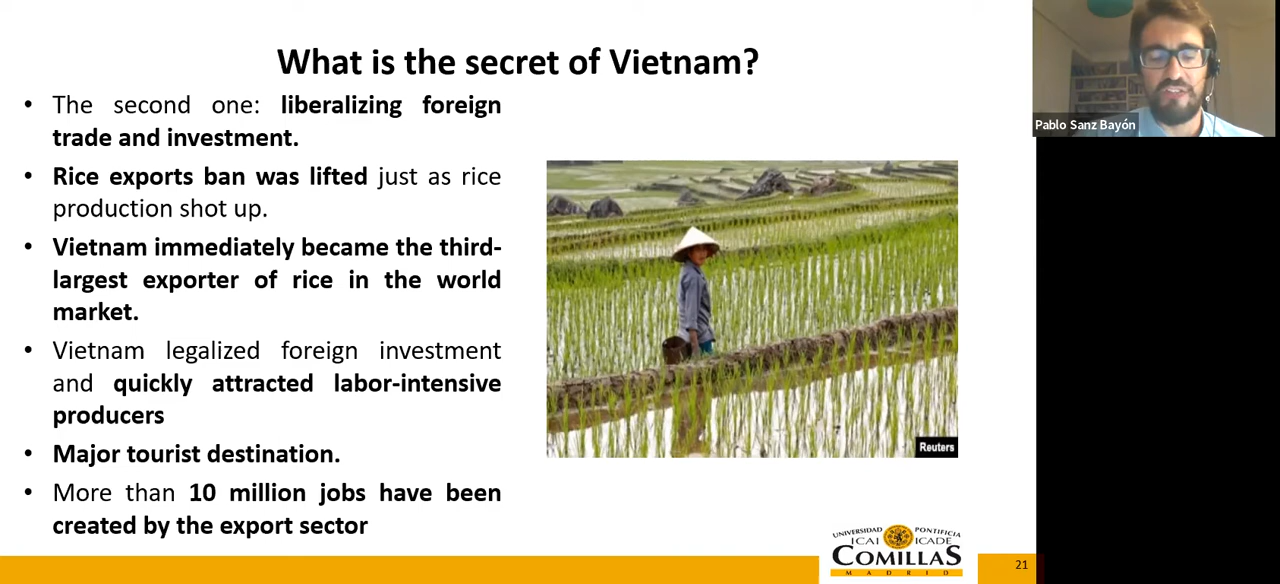 What is the secret of Vietnam?
• The second one: liberalizing foreign
trade and investment.
• Rice exports ban was lifted just as rice
production shot up.
• Vietnam immediately became the third-
largest exporter of rice in the world
market.
• Vietnam legalized foreign investment
and quickly attracted labor-intensive
producers
• Major tourist destination.
• More than 10 million jobs have been
created by the export sector
Reuters
UNIVERSIDAD PONTIFICIA
ICAI ICADE
COMILLAS
MADRID
21
Pablo Sanz Bayón